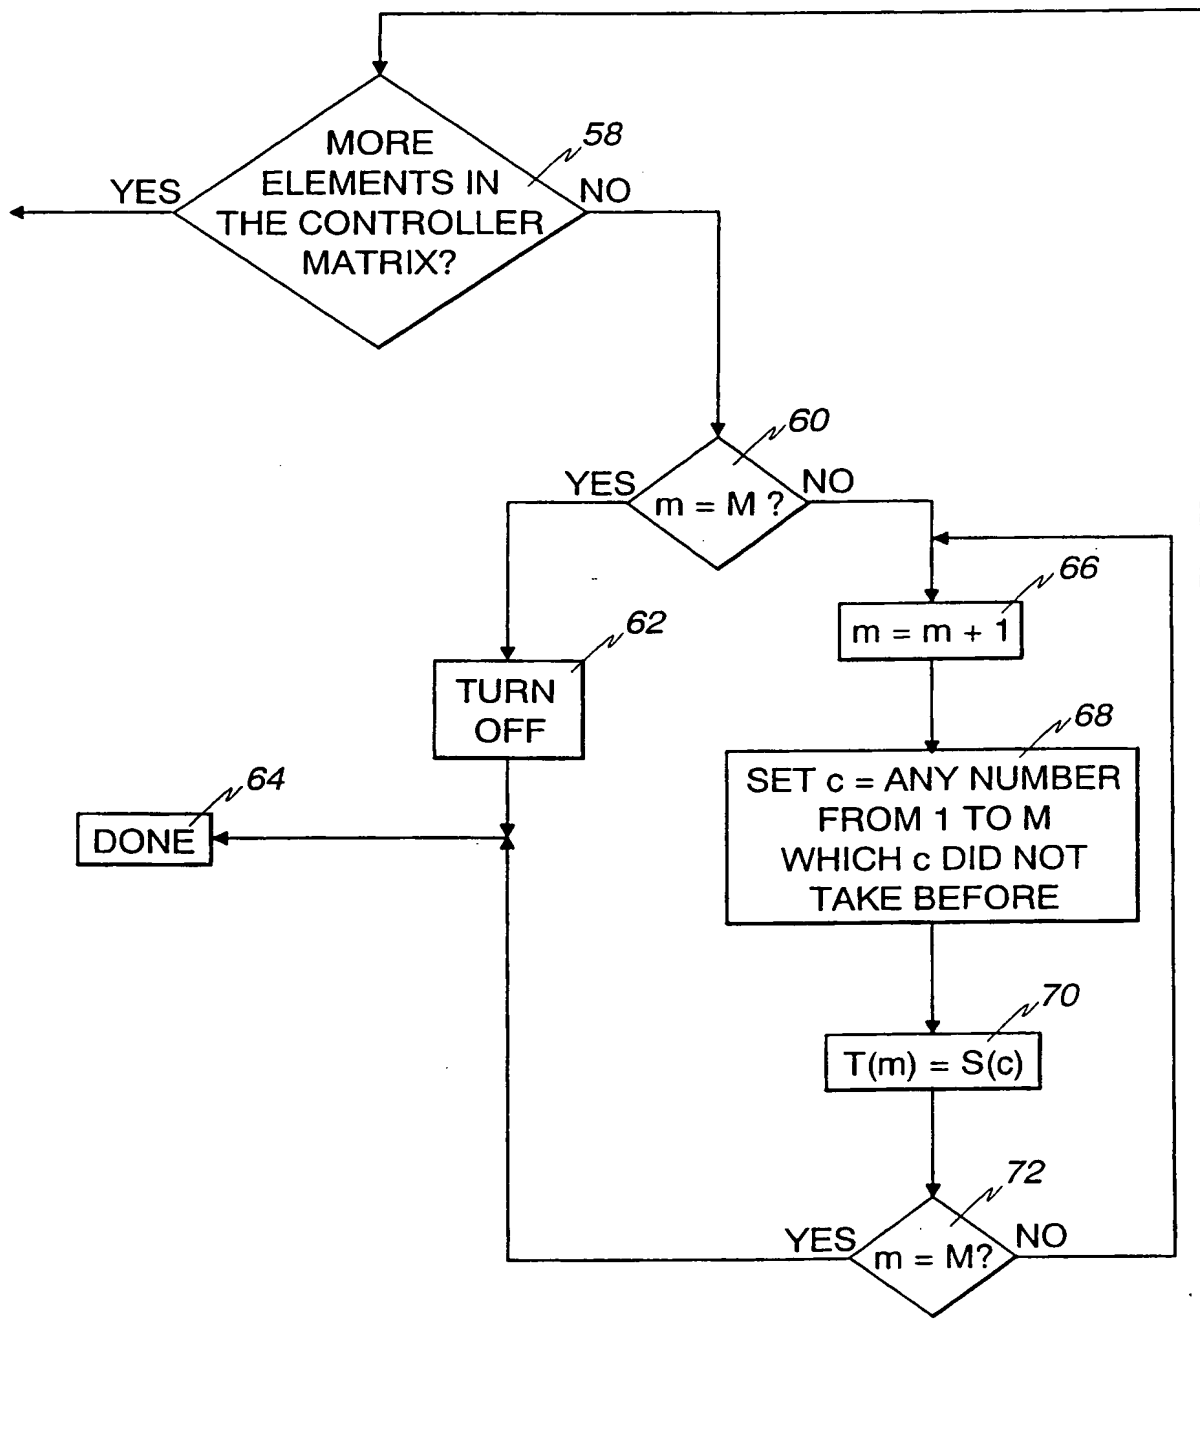 58
MORE
ELEMENTS IN
THE CONTROLLER
MATRIX?
YES
NO
60
YES
m = M ?
NO
66
m = m + 1
62
TURN
OFF
68
SET c = ANY NUMBER
FROM 1 TO M
WHICH c DID NOT
TAKE BEFORE
64
DONE
70
T(m) = S(c)
72
YES
m = M?
NO